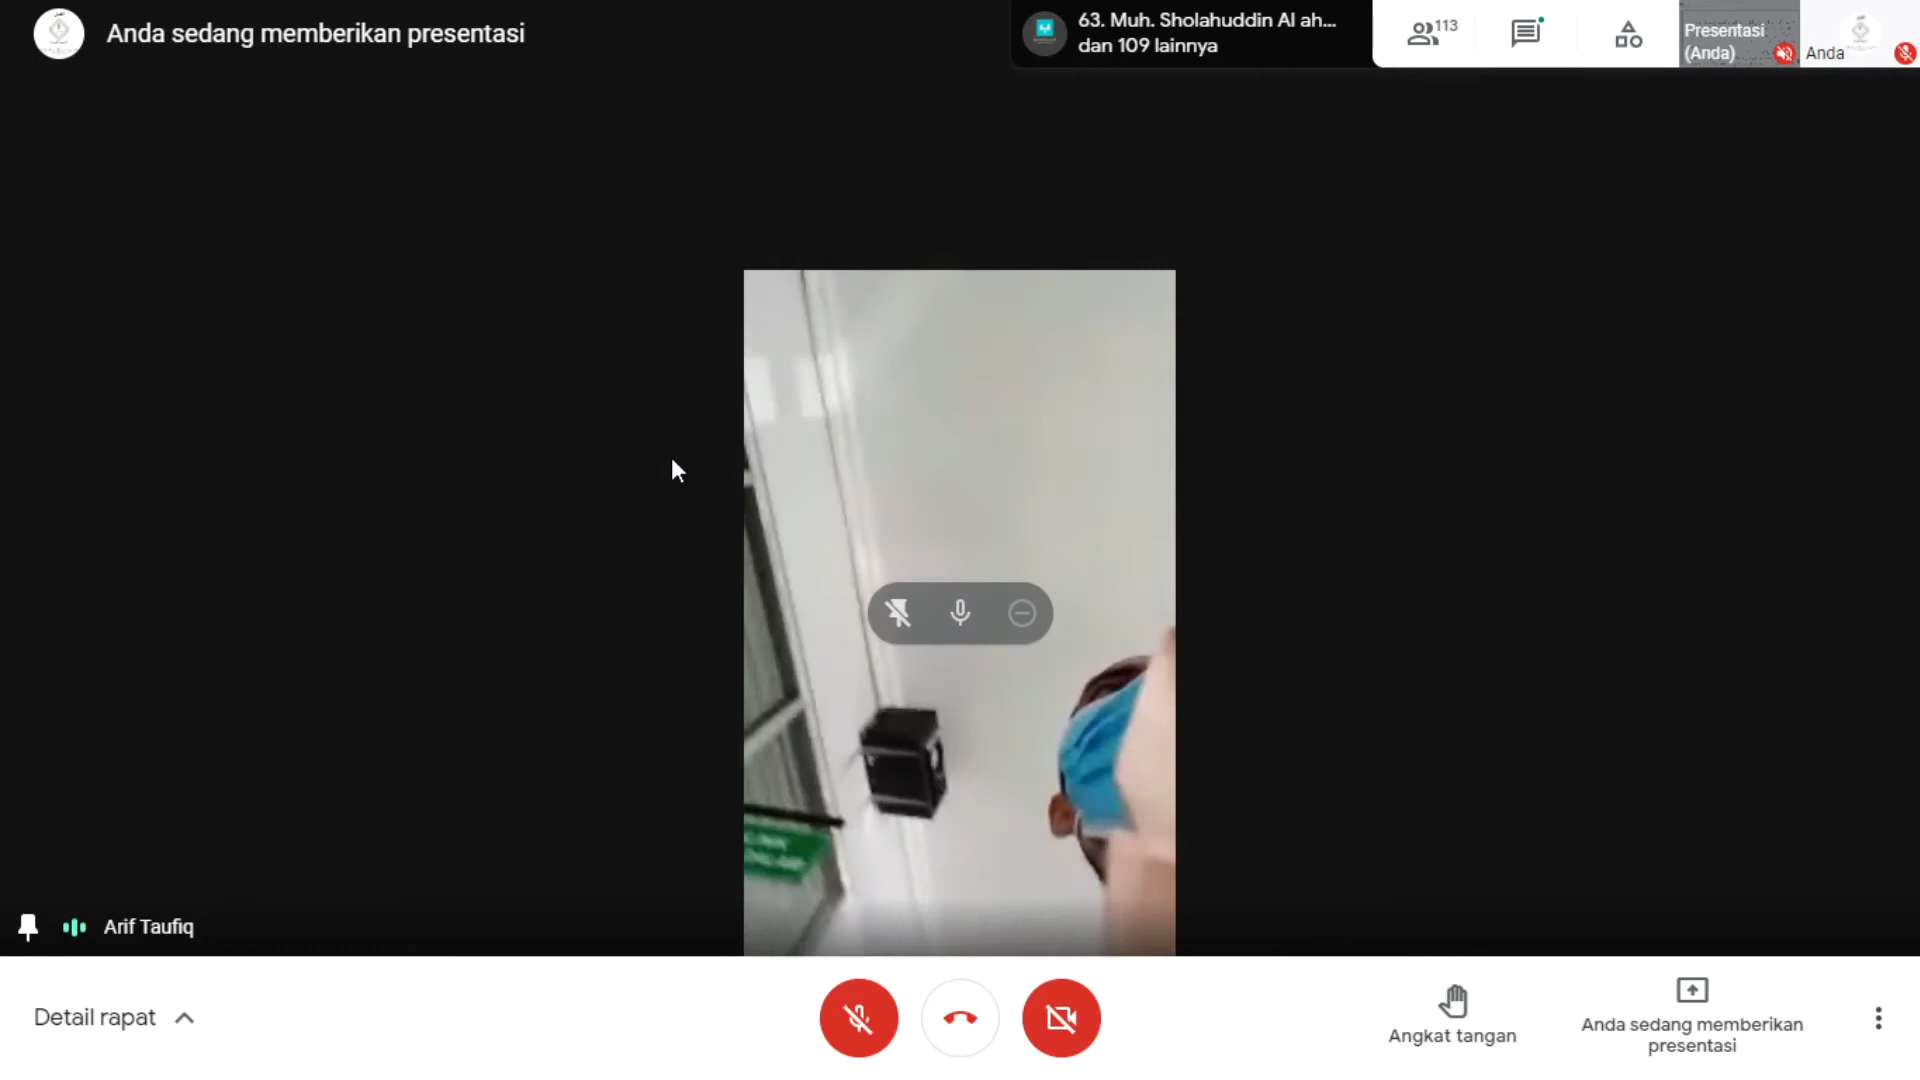 Anda sedang memberikan presentasi
63. Muh. Sholahuddin Al ah...
dan 109 lainnya
113
Presentasi
(Anda)
Anda
Arif Taufiq
Detail rapat
Angkat tangan
Anda sedang memberikan
presentasi